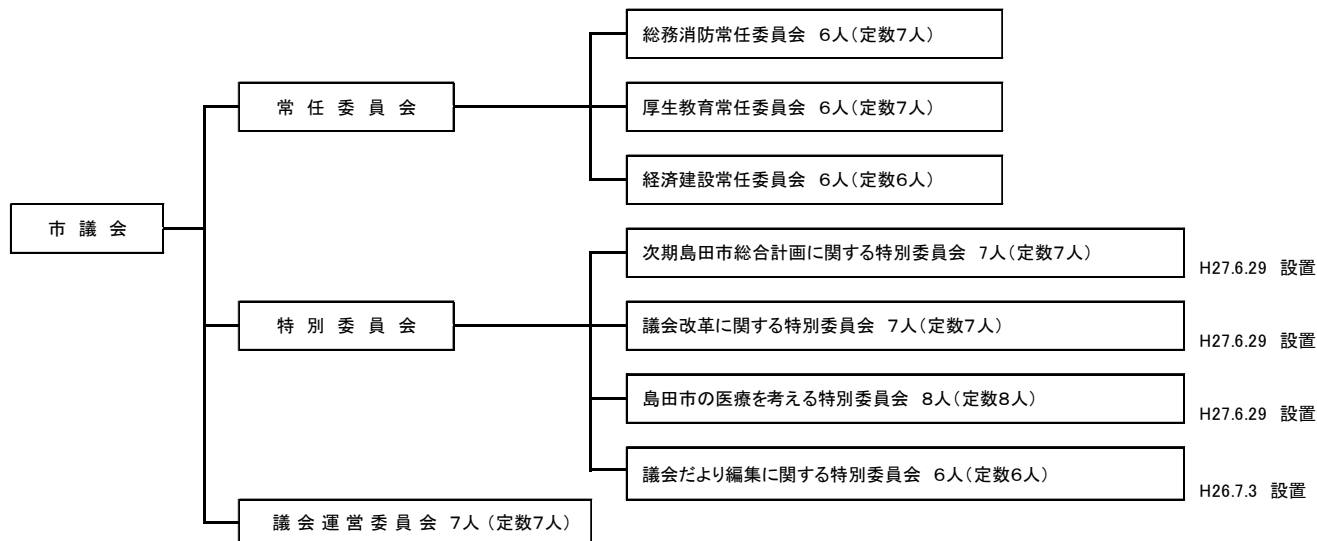 総務消防常任委員会 6人（定数7人）
常任委員会
厚生教育常任委員会 6人（定数7人）
経済建設常任委員会 6人（定数6人）
市議会
次期島田市総合計画に関する特別委員会 7人（定数7人）
H27.6.29 設置
特別委員会
議会改革に関する特別委員会 7人（定数7人）
H27.6.29 設置
島田市の医療を考える特別委員会 8人（定数8人）
H27.6.29 設置
議会だより編集に関する特別委員会 6人（定数6人）
H26.7.3 設置
議会運営委員会 7人（定数7人）